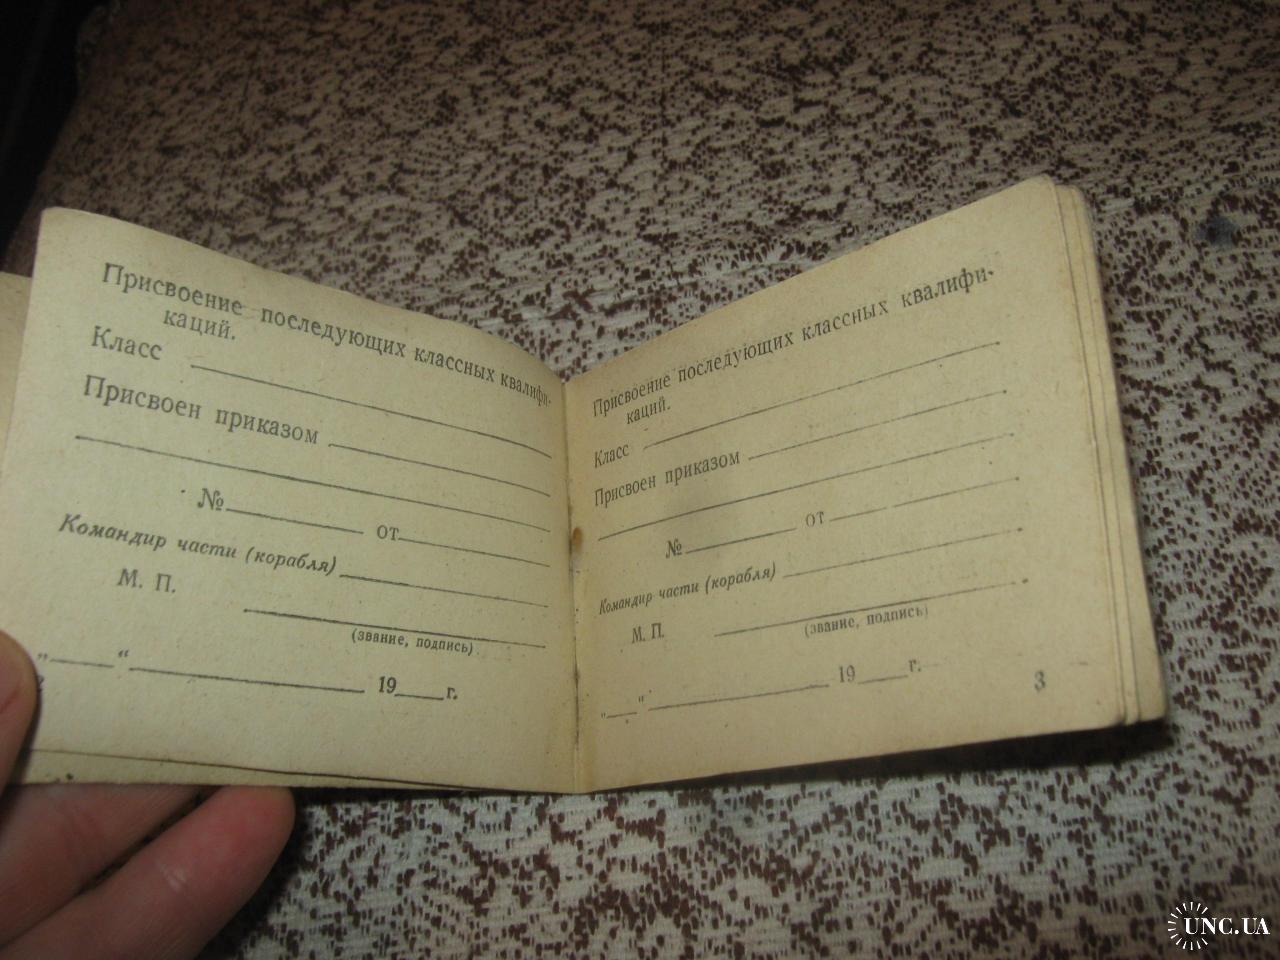 Присвоение последующих классных квалифи-
каций.
Класс
Присвоен приказом
№ от
Командир части (корабля)
М. П.
(звание, подпись)
„ “ 19 г.
Присвоение последующих классных квалифи-
каций.
Класс
Присвоен приказом
№ от
Командир части (корабля)
М. П.
(звание, подпись)
„ “ 19 г.
3
UNC.UA